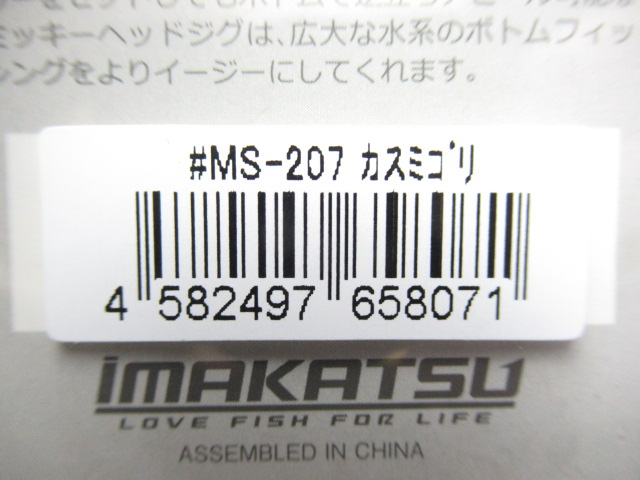 ミッキーヘッドジグは、広大な水系のボトムフィッ
シングをよりイージーにしてくれます。
#MS-207 ｶｽﾐｺﾞﾘ
4 582497 658071
IMAKATSU
LOVE FISH FOR LIFE
ASSEMBLED IN CHINA